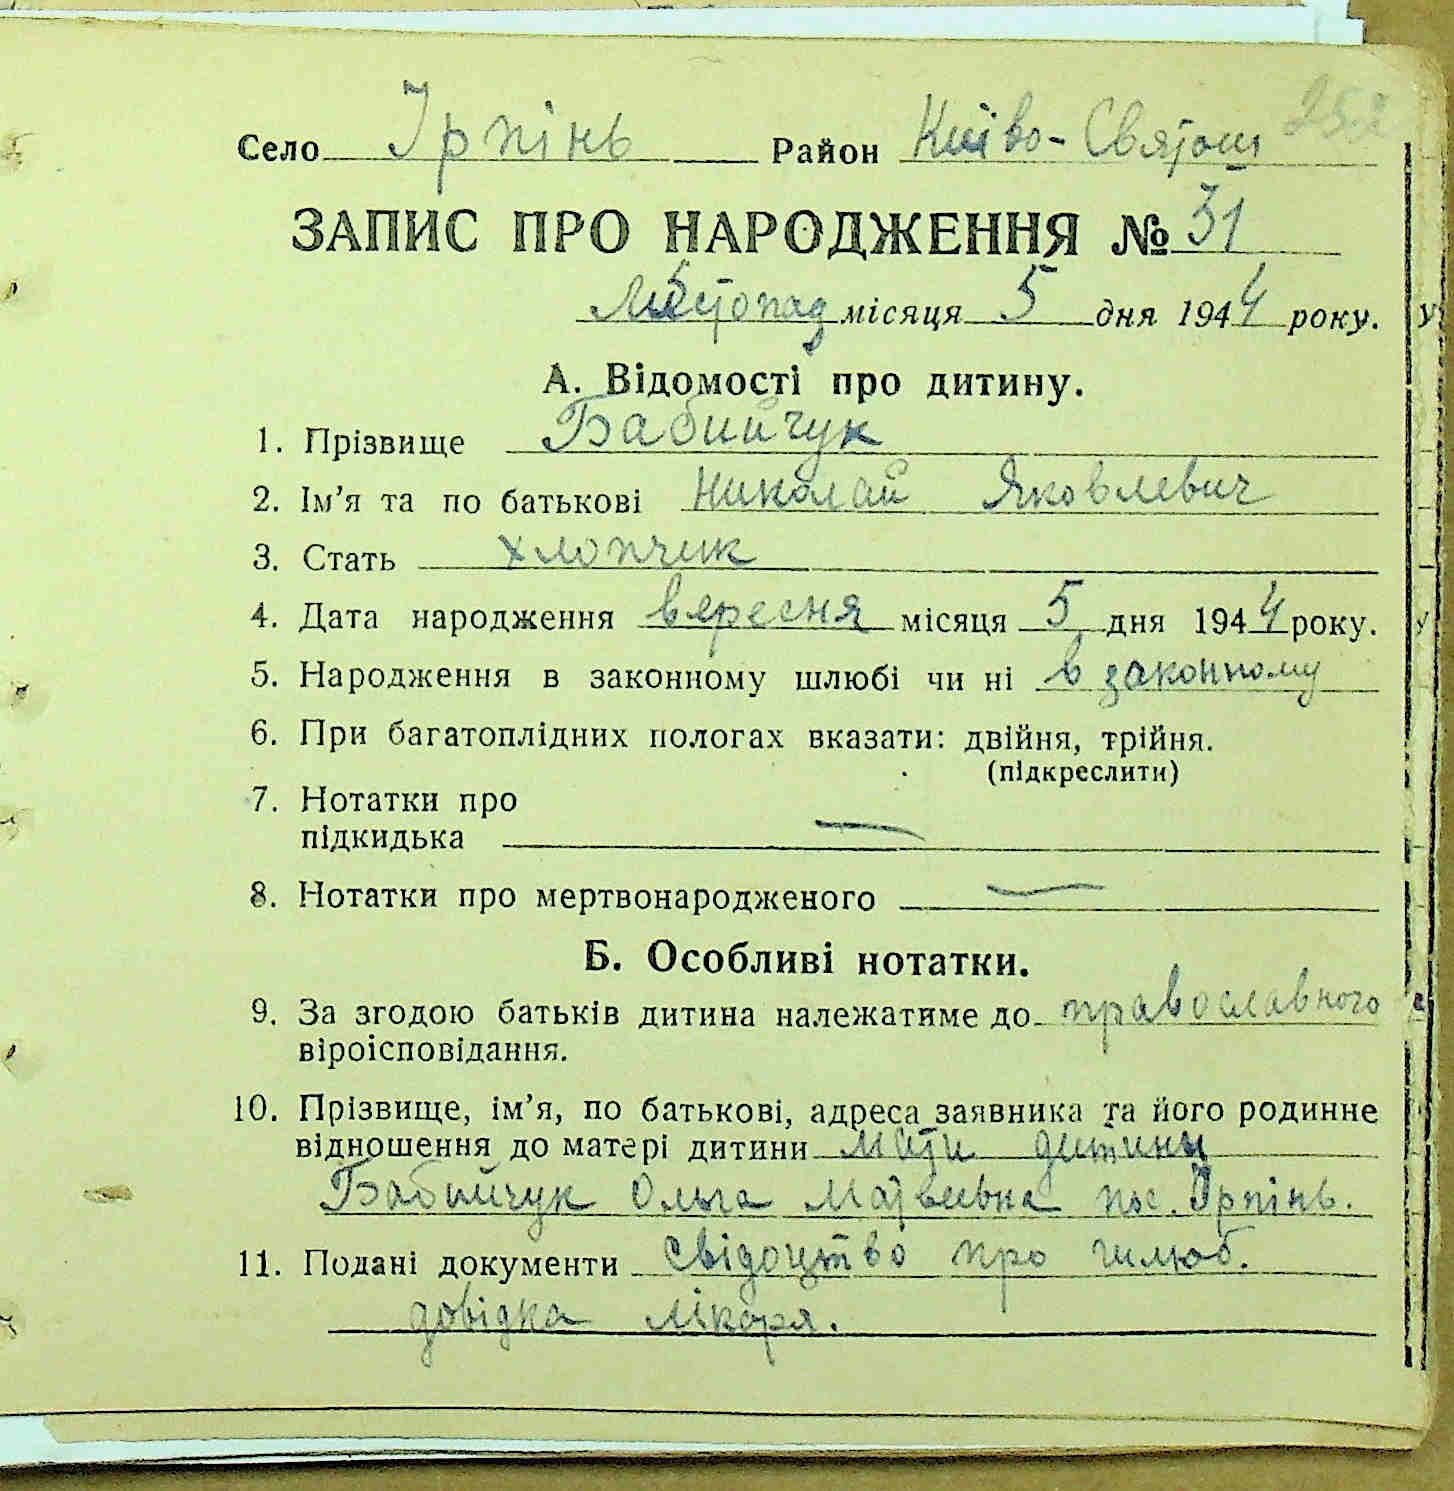 Село Ірпінь Район Київо-Святош
ЗАПИС ПРО НАРОДЖЕННЯ № 31
Листопад місяця 5 дня 1944 року.
А. Відомості про дитину.
1. Прізвище Бабийчук
2. Ім’я та по батькові Николай Яковлевич
3. Стать хлопчик
4. Дата народження вересня місяця 5 дня 1944 року.
5. Народження в законному шлюбі чи ні в законному
6. При багатоплідних пологах вказати: двійня, трійня.
(підкреслити)
7. Нотатки про
підкидька —
8. Нотатки про мертвонародженого —
Б. Особливі нотатки.
9. За згодою батьків дитина належатиме до православного
віроісповідання.
10. Прізвище, ім’я, по батькові, адреса заявника та його родинне
відношення до матері дитини мати дитини
Бабийчук Ольга Матвеевна пос. Ірпінь.
11. Подані документи свідоцтво про шлюб.
довідка лікаря.